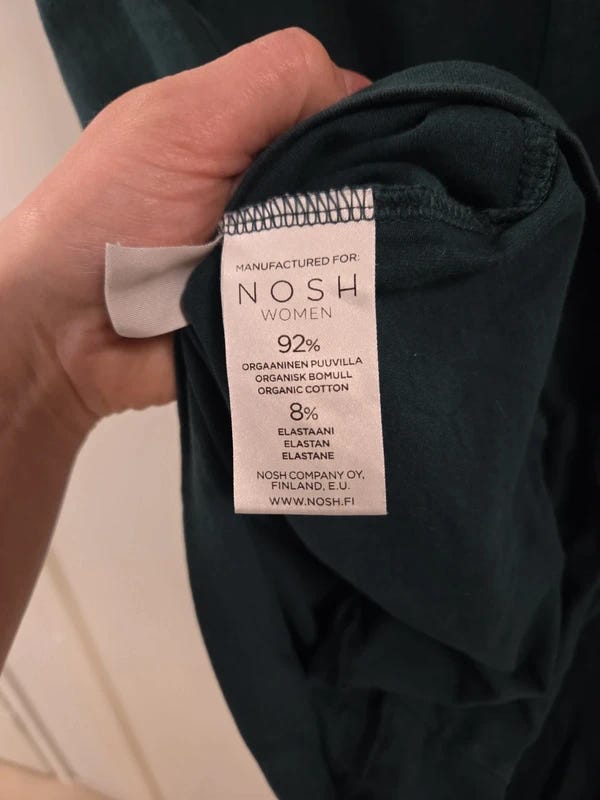 MANUFACTURED FOR:
NOSH
WOMEN
92%
ORGAANINEN PUUVILLA
ORGANISK BOMULL
ORGANIC COTTON
8%
ELASTAANI
ELASTAN
ELASTANE
NOSH COMPANY OY,
FINLAND, E.U.
WWW.NOSH.FI